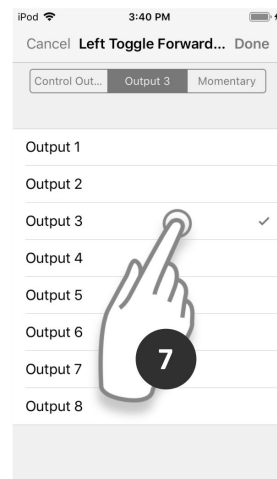 iPod 3:40 PM
Cancel Left Toggle Forward... Done
Control Out... Output 3 Momentary
Output 1
Output 2
Output 3
Output 4
Output 5
Output 6
Output 7
Output 8
7